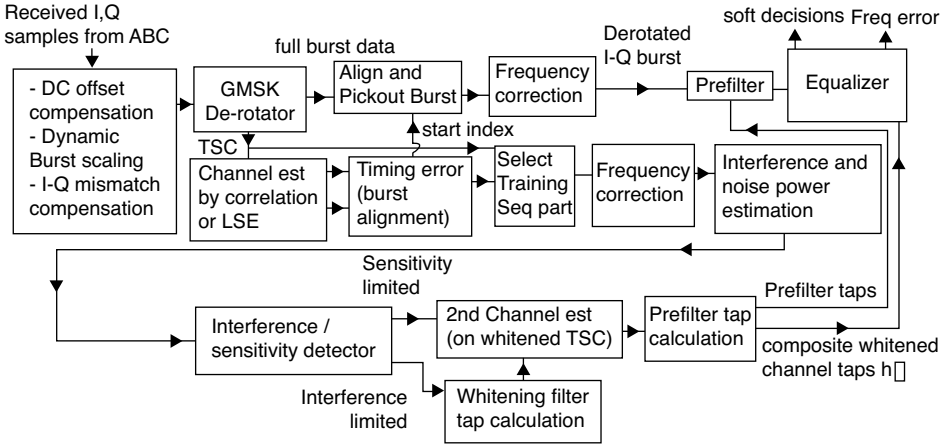 Received I,Q
samples from ABC
- DC offset
compensation
- Dynamic
Burst scaling
- I-Q mismatch
compensation
GMSK
De-rotator
full burst data
Align and
Pickout Burst
Frequency
correction
Derotated
I-Q burst
Prefilter
soft decisions
Freq error
Equalizer
start index
TSC
Channel est
by correlation
or LSE
Timing error
(burst
alignment)
Select
Training
Seq part
Frequency
correction
Interference and
noise power
estimation
Sensitivity
limited
Interference /
sensitivity detector
Interference
limited
2nd Channel est
(on whitened TSC)
Whitening filter
tap calculation
Prefilter tap
calculation
Prefilter taps
composite whitened
channel taps h